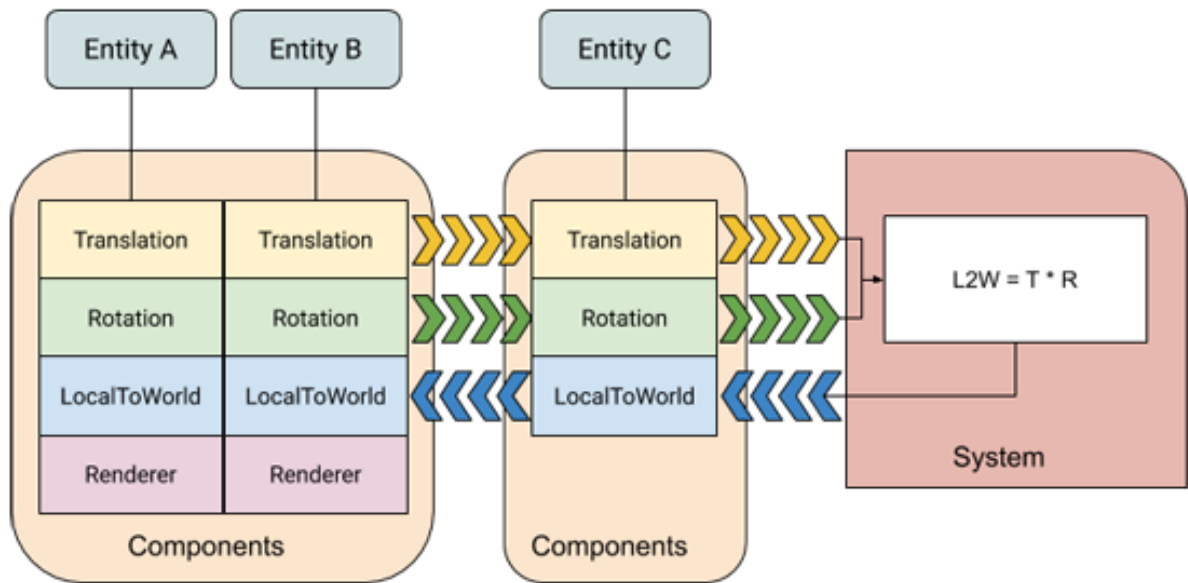 Entity A
Entity B
Entity C
Translation
Translation
Translation
L2W = T * R
Rotation
Rotation
Rotation
LocalToWorld
LocalToWorld
LocalToWorld
System
Renderer
Renderer
Components
Components